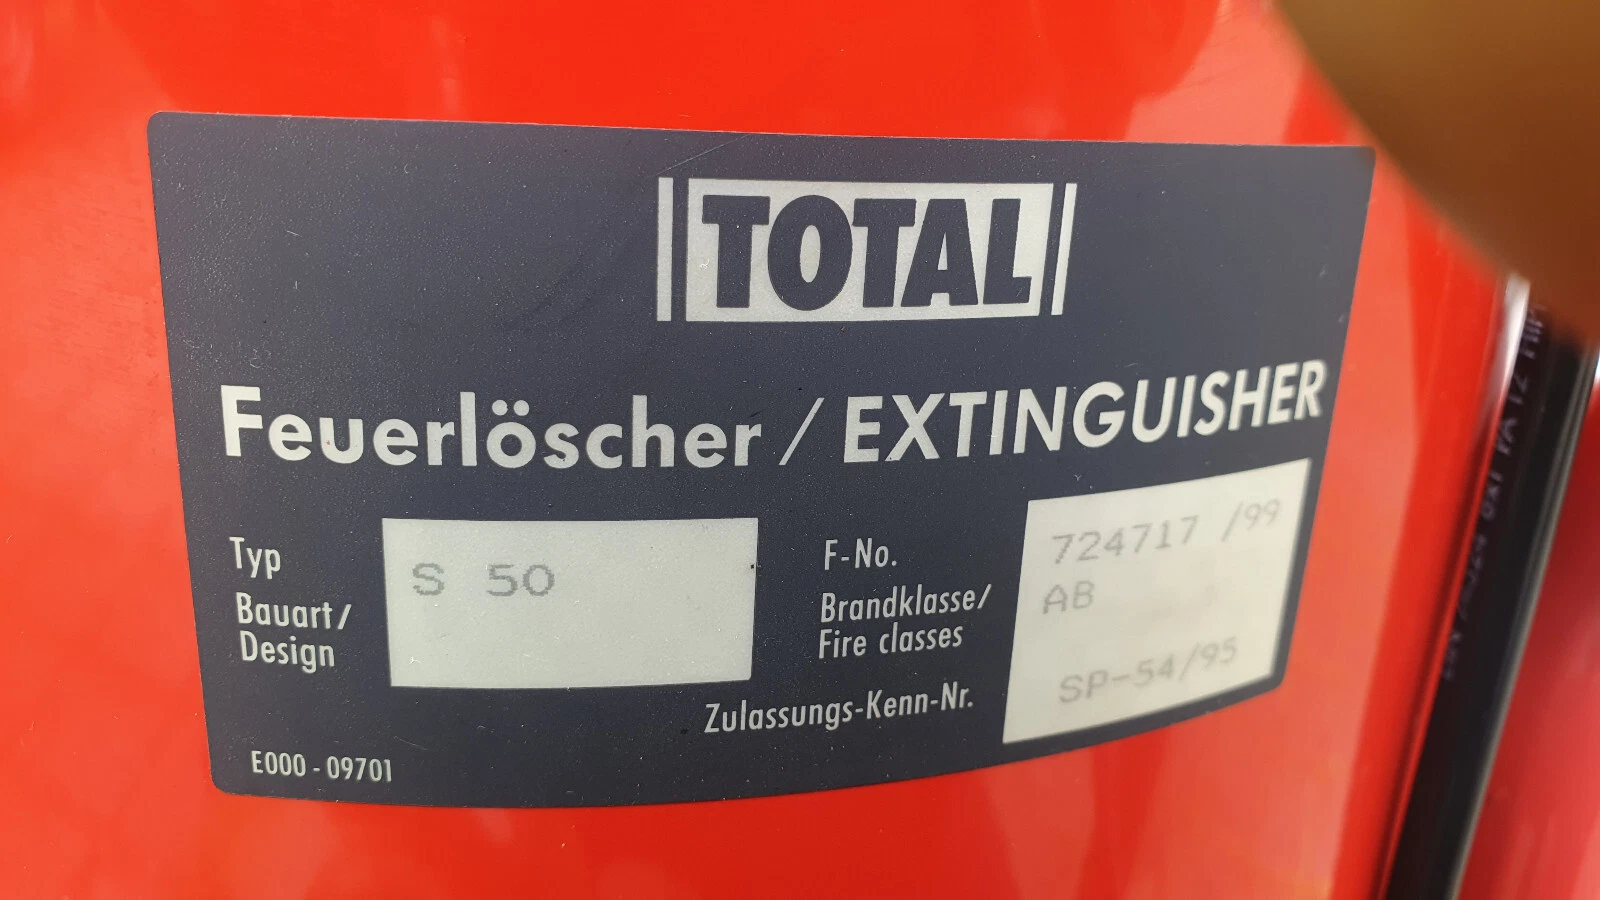 TOTAL
Feuerlöscher / EXTINGUISHER
Typ
Bauart/
Design
S 50
F-No.
724717 /99
Brandklasse/
Fire classes
AB
Zulassungs-Kenn-Nr.
SP-54/95
E000 - 09701